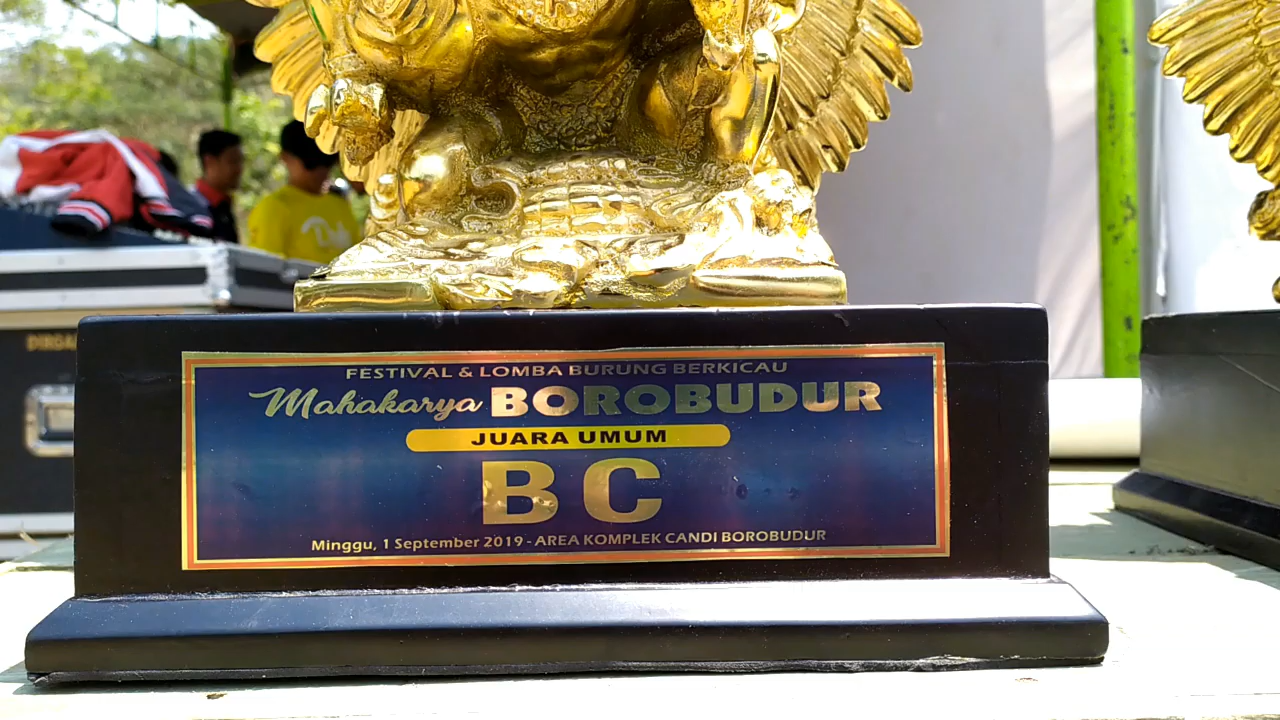 FESTIVAL & LOMBA BURUNG BERKICAU
Mahakarya BOROBUDUR
JUARA UMUM
BC
Minggu, 1 September 2019 - AREA KOMPLEK CANDI BOROBUDUR